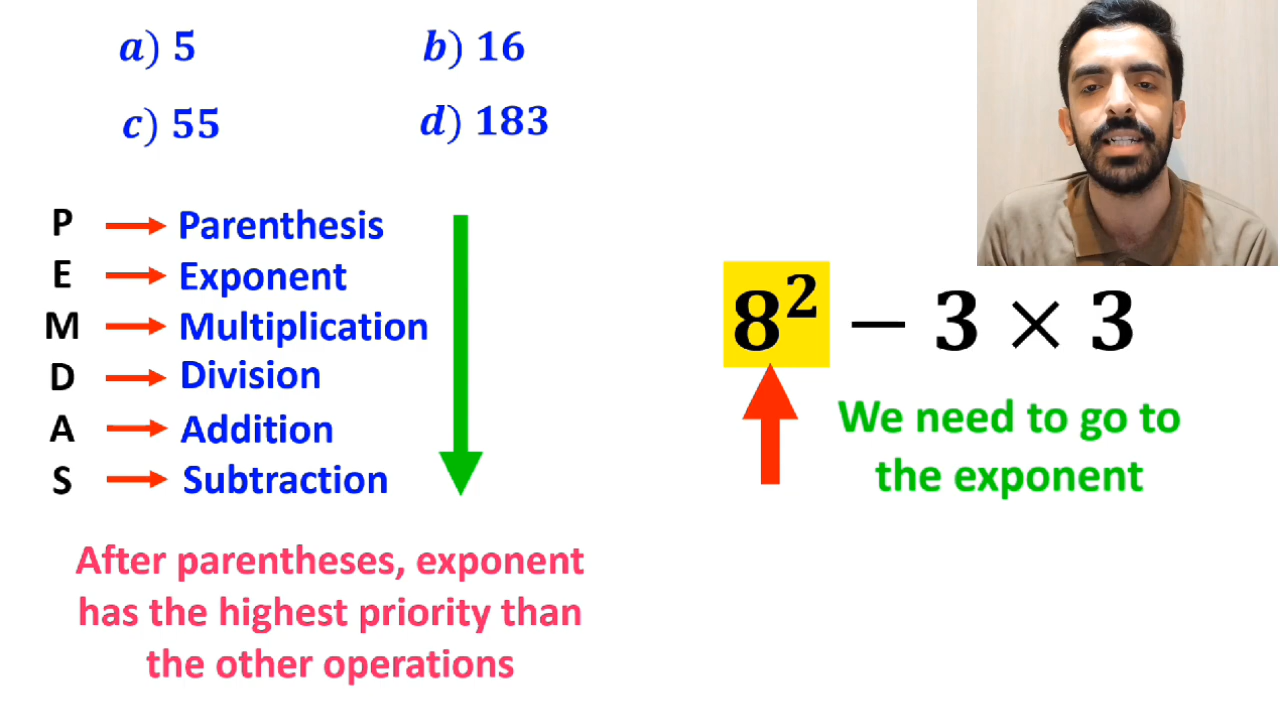 a) 5 b) 16
c) 55 d) 183
P Parenthesis
E Exponent
M Multiplication
D Division
A Addition
S Subtraction
After parentheses, exponent
has the highest priority than
the other operations
8² − 3 × 3
We need to go to
the exponent